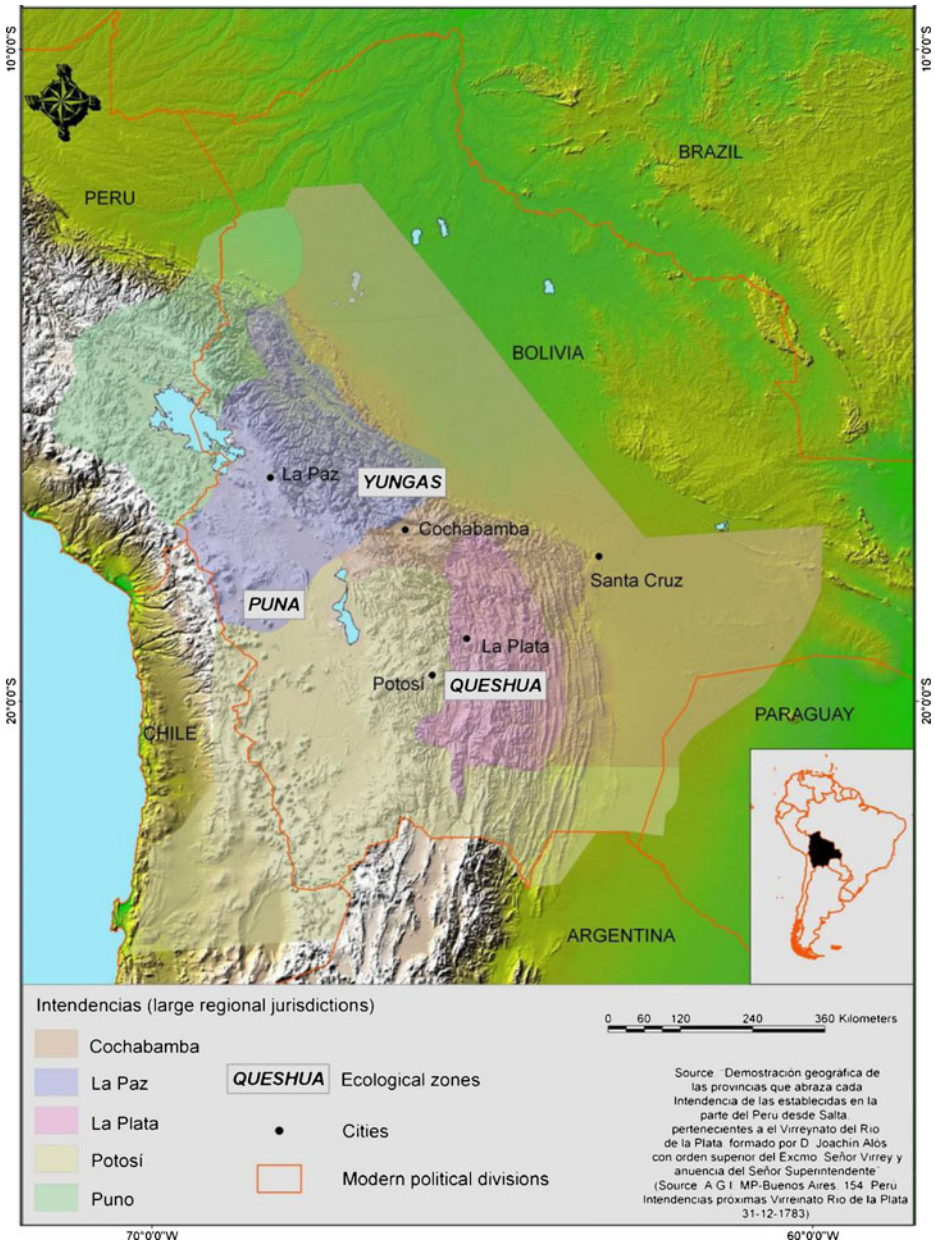 10°0'0"S
10°0'0"S
BRAZIL
PERU
BOLIVIA
La Paz
YUNGAS
Cochabamba
Santa Cruz
PUNA
La Plata
Potosí
QUESHUA
20°0'0"S
20°0'0"S
PARAGUAY
CHILE
ARGENTINA
Intendencias (large regional jurisdictions)
Cochabamba
La Paz
La Plata
Potosí
Puno
QUESHUA Ecological zones
Cities
Modern political divisions
0 60 120 240 360 Kilometers
Source "Demostración geográfica de
las provincias que abraza cada
Intendencia de las establecidas en la
parte del Peru desde Salta,
pertenecientes a el Virreynato del Rio
de la Plata formado por D Joachin Alós
con orden superior del Excmo Señor Virrey y
anuencia del Señor Superintendente"
(Source A G I MP-Buenos Aires 154 Perú
Intendencias próximas Virreinato Rio de la Plata
31-12-1783)
70°0'0"W
60°0'0"W